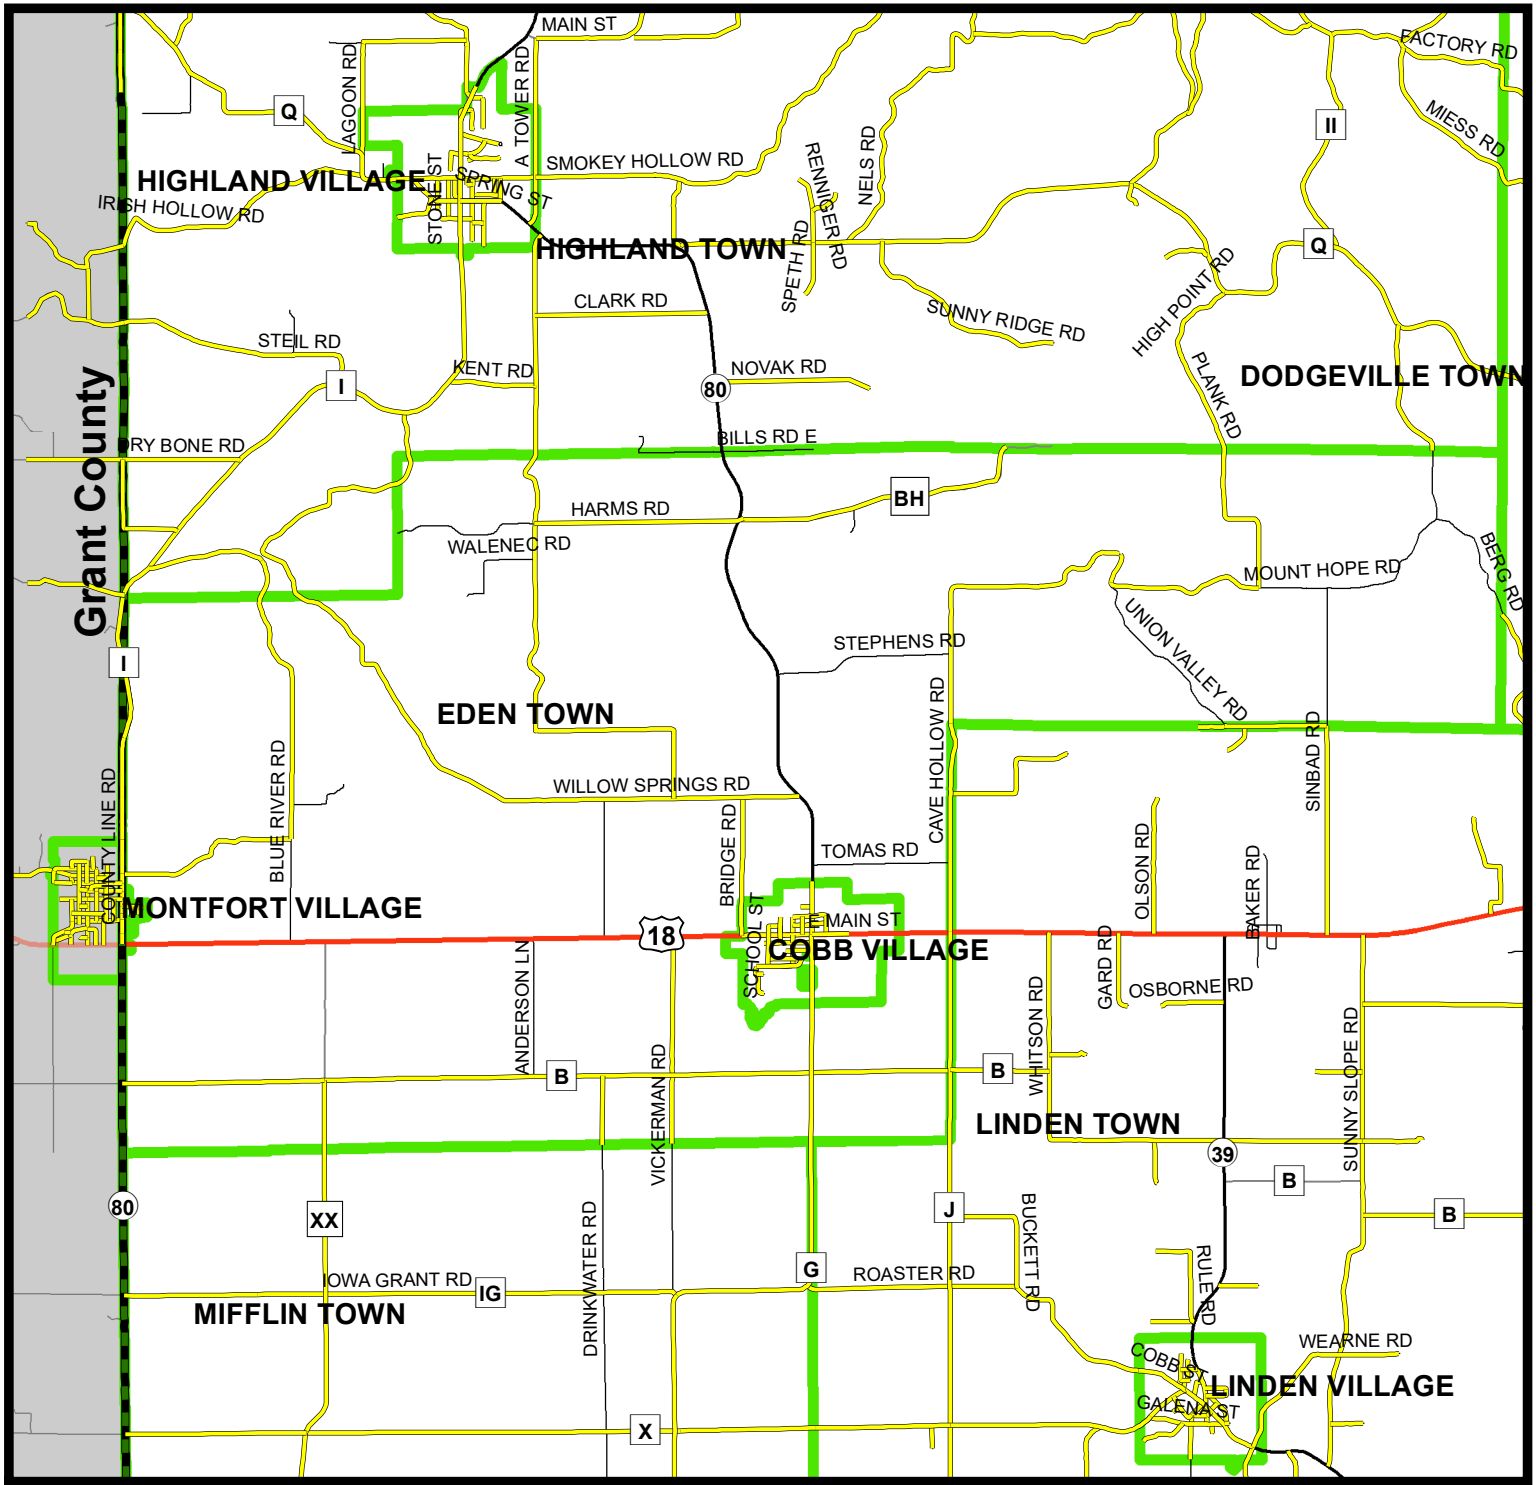 MAIN ST
FACTORY RD
LAGOON RD
A TOWER RD
Q
II
MIESS RD
NELS RD
RENNIGER RD
SMOKEY HOLLOW RD
HIGHLAND VILLAGE
SPRING ST
STONE ST
IRISH HOLLOW RD
HIGHLAND TOWN
SPETH RD
Q
HIGH POINT RD
CLARK RD
SUNNY RIDGE RD
STEIL RD
KENT RD
NOVAK RD
I
80
PLANK RD
DODGEVILLE TOWN
Grant County
DRY BONE RD
BILLS RD E
BH
HARMS RD
WALENEC RD
MOUNT HOPE RD
BERG RD
UNION VALLEY RD
STEPHENS RD
I
EDEN TOWN
CAVE HOLLOW RD
SINBAD RD
COUNTY LINE RD
BLUE RIVER RD
WILLOW SPRINGS RD
BRIDGE RD
TOMAS RD
OLSON RD
BAKER RD
MONTFORT VILLAGE
SCHOOL ST
E MAIN ST
18
COBB VILLAGE
ANDERSON LN
GARD RD
OSBORNE RD
WHITSON RD
SUNNY SLOPE RD
VICKERMAN RD
B
B
LINDEN TOWN
39
B
80
XX
J
B
DRINKWATER RD
BUCKETT RD
RULE RD
G
ROASTER RD
IOWA GRANT RD
IG
MIFFLIN TOWN
WEARNE RD
COBB ST
LINDEN VILLAGE
GALENA ST
X